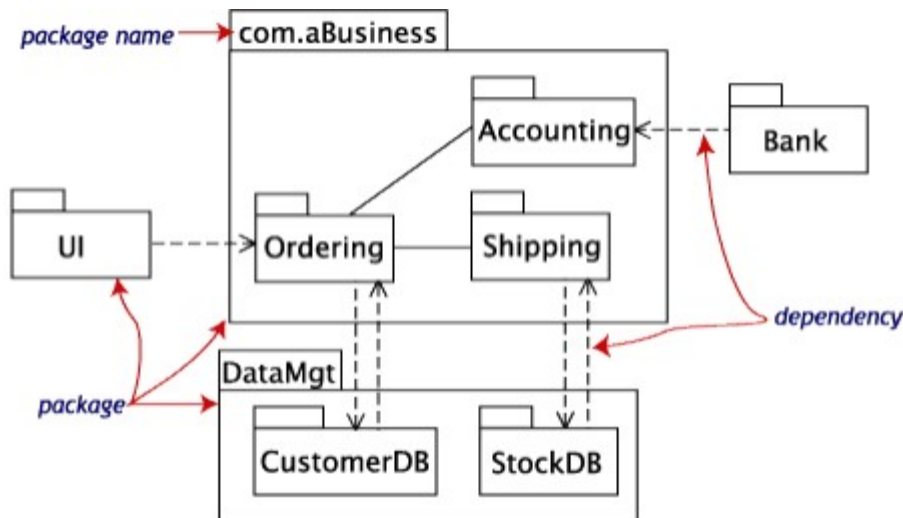 package name
com.aBusiness
Accounting
Bank
UI
Ordering
Shipping
dependency
DataMgt
package
CustomerDB
StockDB